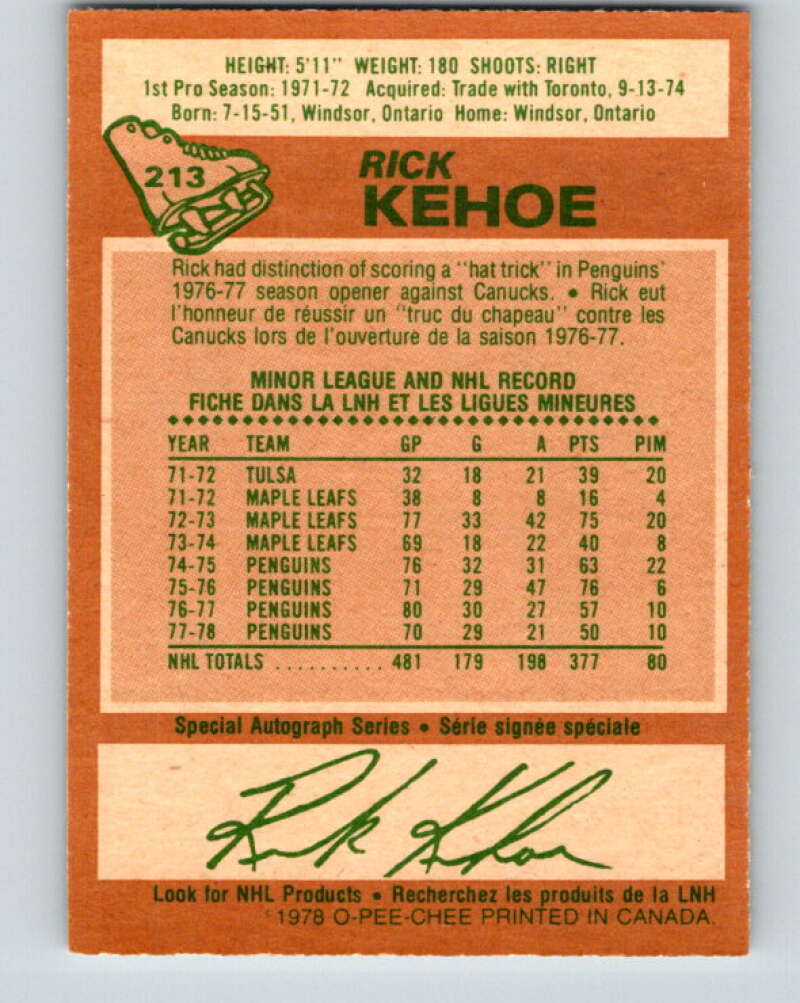 HEIGHT: 5'11" WEIGHT: 180 SHOOTS: RIGHT
1st Pro Season: 1971-72 Acquired: Trade with Toronto, 9-13-74
Born: 7-15-51, Windsor, Ontario Home: Windsor, Ontario
213
RICK
KEHOE
Rick had distinction of scoring a "hat trick" in Penguins'
1976-77 season opener against Canucks. • Rick eut
l'honneur de réussir un "truc du chapeau" contre les
Canucks lors de l'ouverture de la saison 1976-77.
MINOR LEAGUE AND NHL RECORD
FICHE DANS LA LNH ET LES LIGUES MINEURES
YEAR TEAM GP G A PTS PIM
71-72 TULSA 32 18 21 39 20
71-72 MAPLE LEAFS 38 8 8 16 4
72-73 MAPLE LEAFS 77 33 42 75 20
73-74 MAPLE LEAFS 69 18 22 40 8
74-75 PENGUINS 76 32 31 63 22
75-76 PENGUINS 71 29 47 76 6
76-77 PENGUINS 80 30 27 57 10
77-78 PENGUINS 70 29 21 50 10
NHL TOTALS .......... 481 179 198 377 80
Special Autograph Series • Série signée spéciale
Rick Kehoe
Look for NHL Products • Recherchez les produits de la LNH
©1978 O-PEE-CHEE PRINTED IN CANADA.